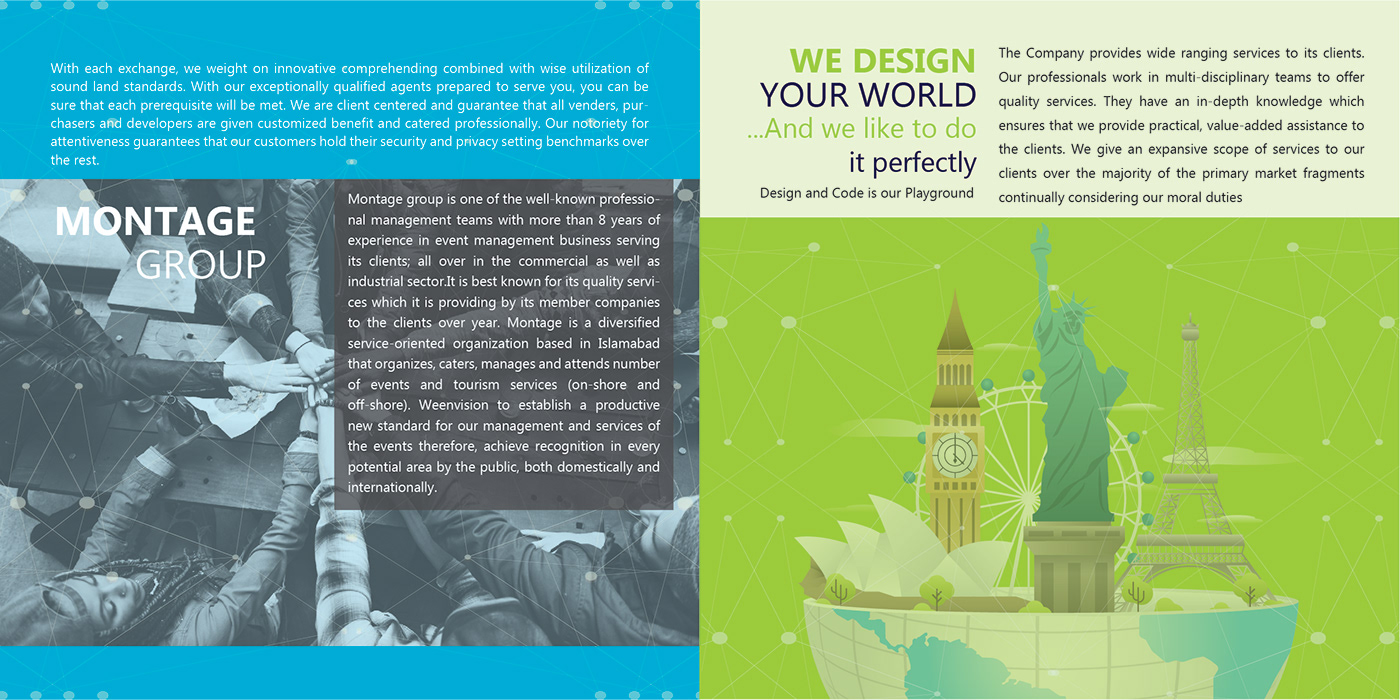 With each exchange, we weight on innovative comprehending combined with wise utilization of
sound land standards. With our exceptionally qualified agents prepared to serve you, you can be
sure that each prerequisite will be met. We are client centered and guarantee that all venders, pur-
chasers and developers are given customized benefit and catered professionally. Our notoriety for
attentiveness guarantees that our customers hold their security and privacy setting benchmarks over
the rest.
MONTAGE
GROUP
Montage group is one of the well-known professio-
nal management teams with more than 8 years of
experience in event management business serving
its clients; all over in the commercial as well as
industrial sector.It is best known for its quality servi-
ces which it is providing by its member companies
to the clients over year. Montage is a diversified
service-oriented organization based in Islamabad
that organizes, caters, manages and attends number
of events and tourism services (on-shore and
off-shore). Weenvision to establish a productive
new standard for our management and services of
the events therefore, achieve recognition in every
potential area by the public, both domestically and
internationally.
WE DESIGN
YOUR WORLD
...And we like to do
it perfectly
Design and Code is our Playground
The Company provides wide ranging services to its clients.
Our professionals work in multi-disciplinary teams to offer
quality services. They have an in-depth knowledge which
ensures that we provide practical, value-added assistance to
the clients. We give an expansive scope of services to our
clients over the majority of the primary market fragments
continually considering our moral duties